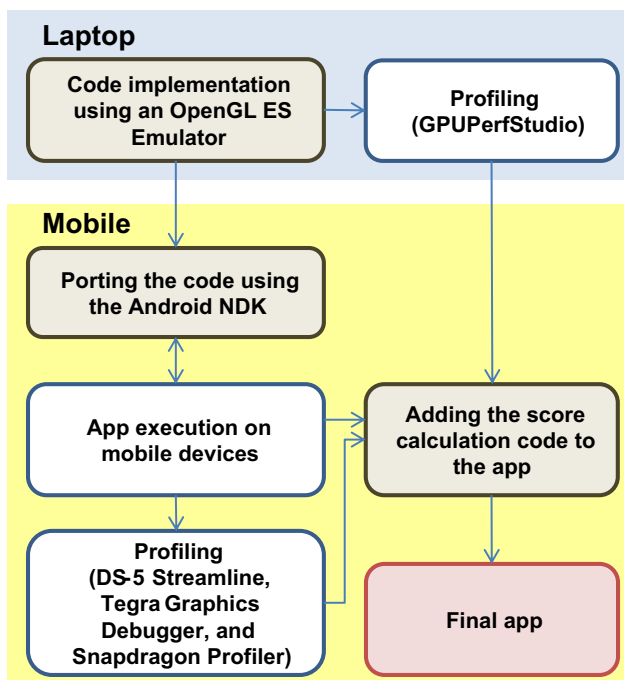 Laptop
Code implementation
using an OpenGL ES
Emulator
Profiling
(GPUPerfStudio)
Mobile
Porting the code using
the Android NDK
App execution on
mobile devices
Adding the score
calculation code to
the app
Profiling
(DS-5 Streamline,
Tegra Graphics
Debugger, and
Snapdragon Profiler)
Final app